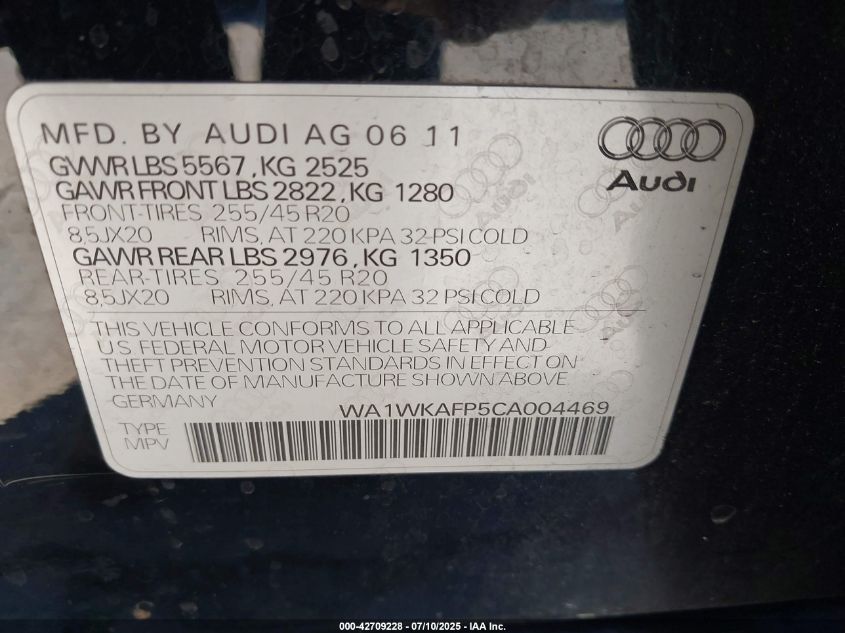 MFD. BY AUDI AG 06 11
GVWR LBS 5567, KG 2525
GAWR FRONT LBS 2822, KG 1280
FRONT-TIRES 255/45 R20
8,5JX20 RIMS, AT 220 KPA 32-PSI COLD
GAWR REAR LBS 2976, KG 1350
REAR-TIRES 255/45 R20
8,5JX20 RIMS, AT 220 KPA 32 PSI COLD
Audi
THIS VEHICLE CONFORMS TO ALL APPLICABLE
U.S. FEDERAL MOTOR VEHICLE SAFETY AND
THEFT PREVENTION STANDARDS IN EFFECT ON
THE DATE OF MANUFACTURE SHOWN ABOVE.
GERMANY WA1WKAFP5CA004469
TYPE
MPV
000-42709228 - 07/10/2025 - IAA Inc.